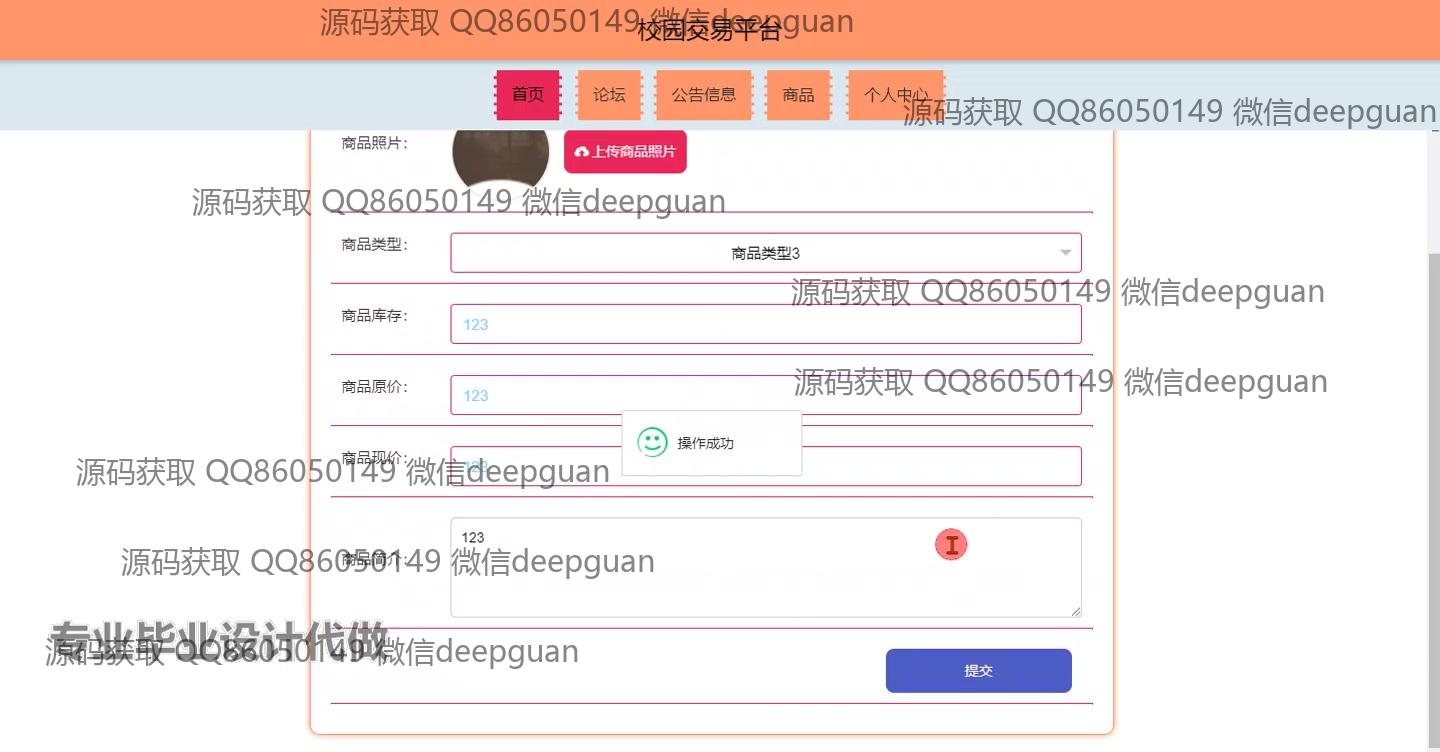 源码获取 QQ86050149 微信deepguan
校园交易平台
首页 论坛 公告信息 商品 个人中心
源码获取 QQ86050149 微信deepguan
商品照片：
上传商品照片
源码获取 QQ86050149 微信deepguan
商品类型： 商品类型3
源码获取 QQ86050149 微信deepguan
商品库存： 123
源码获取 QQ86050149 微信deepguan
商品原价： 123
操作成功
商品现价： 123
源码获取 QQ86050149 微信deepguan
123
商品简介：
源码获取 QQ86050149 微信deepguan
专业毕业设计代做
源码获取 QQ86050149 微信deepguan
提交